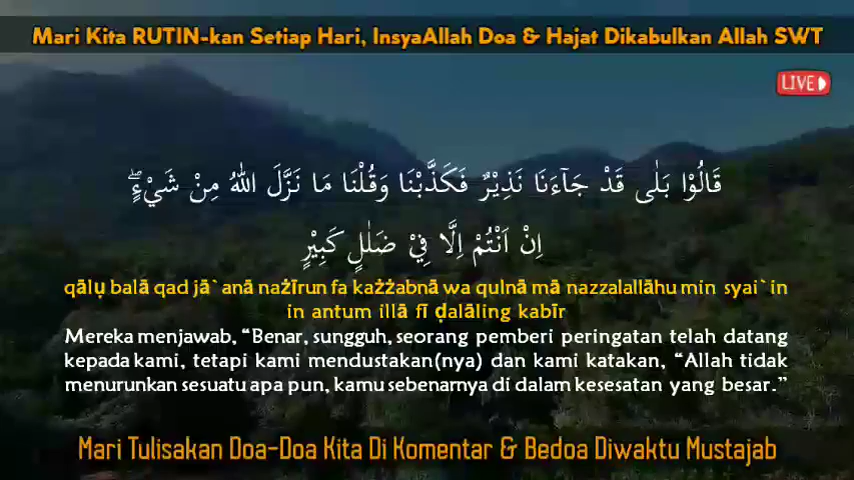 Mari Kita RUTIN-kan Setiap Hari, InsyaAllah Doa & Hajat Dikabulkan Allah SWT
LIVE
قَالُوْا بَلٰى قَدْ جَاۤءَنَا نَذِيْرٌ فَكَذَّبْنَا وَقُلْنَا مَا نَزَّلَ اللّٰهُ مِنْ شَيْءٍۖ
اِنْ اَنْتُمْ اِلَّا فِيْ ضَلٰلٍ كَبِيْرٍ
qālụ balā qad jā`anā nażīrun fa każżabnā wa qulnā mā nazzalallāhu min syai`in
in antum illā fī ḍalāling kabīr
Mereka menjawab, “Benar, sungguh, seorang pemberi peringatan telah datang
kepada kami, tetapi kami mendustakan(nya) dan kami katakan, “Allah tidak
menurunkan sesuatu apa pun, kamu sebenarnya di dalam kesesatan yang besar.”
Mari Tulisakan Doa-Doa Kita Di Komentar & Bedoa Diwaktu Mustajab